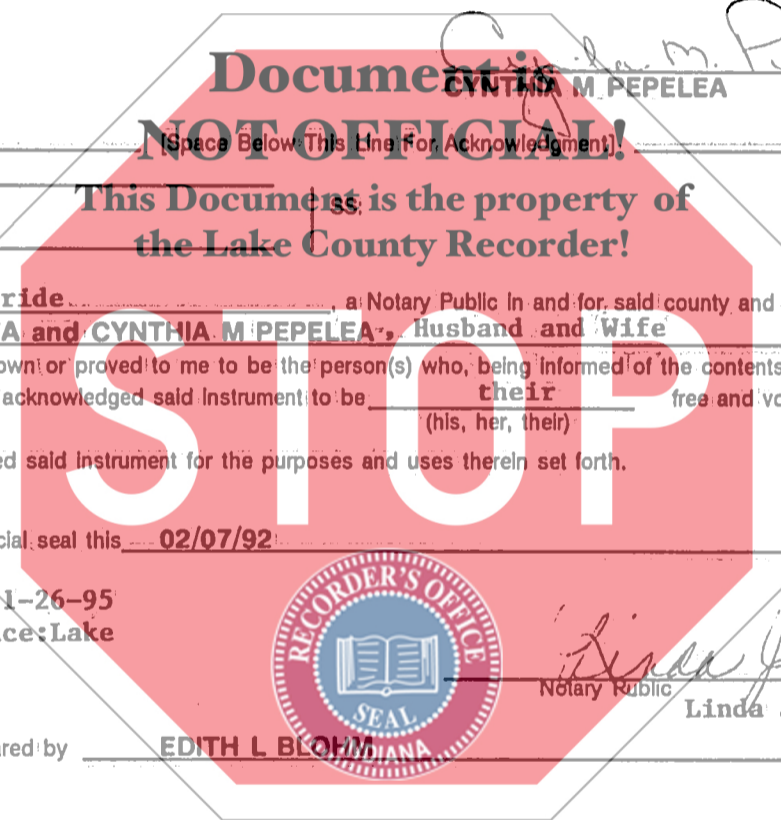 Cynthia M. P
Document is
CYNTHIA M PEPELEA
NOT OFFICIAL!
[Space Below This Line For Acknowledgment]
This Document is the property of
SS:
the Lake County Recorder!
ride, a Notary Public in and for said county and
A and CYNTHIA M PEPELEA, Husband and Wife
own or proved to me to be the person(s) who, being informed of the contents
acknowledged said instrument to be their free and vo
(his, her, their)
ed said instrument for the purposes and uses therein set forth.
STOP
cial seal this 02/07/92
1-26-95
ce:Lake
RECORDER'S OFFICE
SEAL
INDIANA
Linda J
Notary Public
Linda
red by EDITH L BLOHM